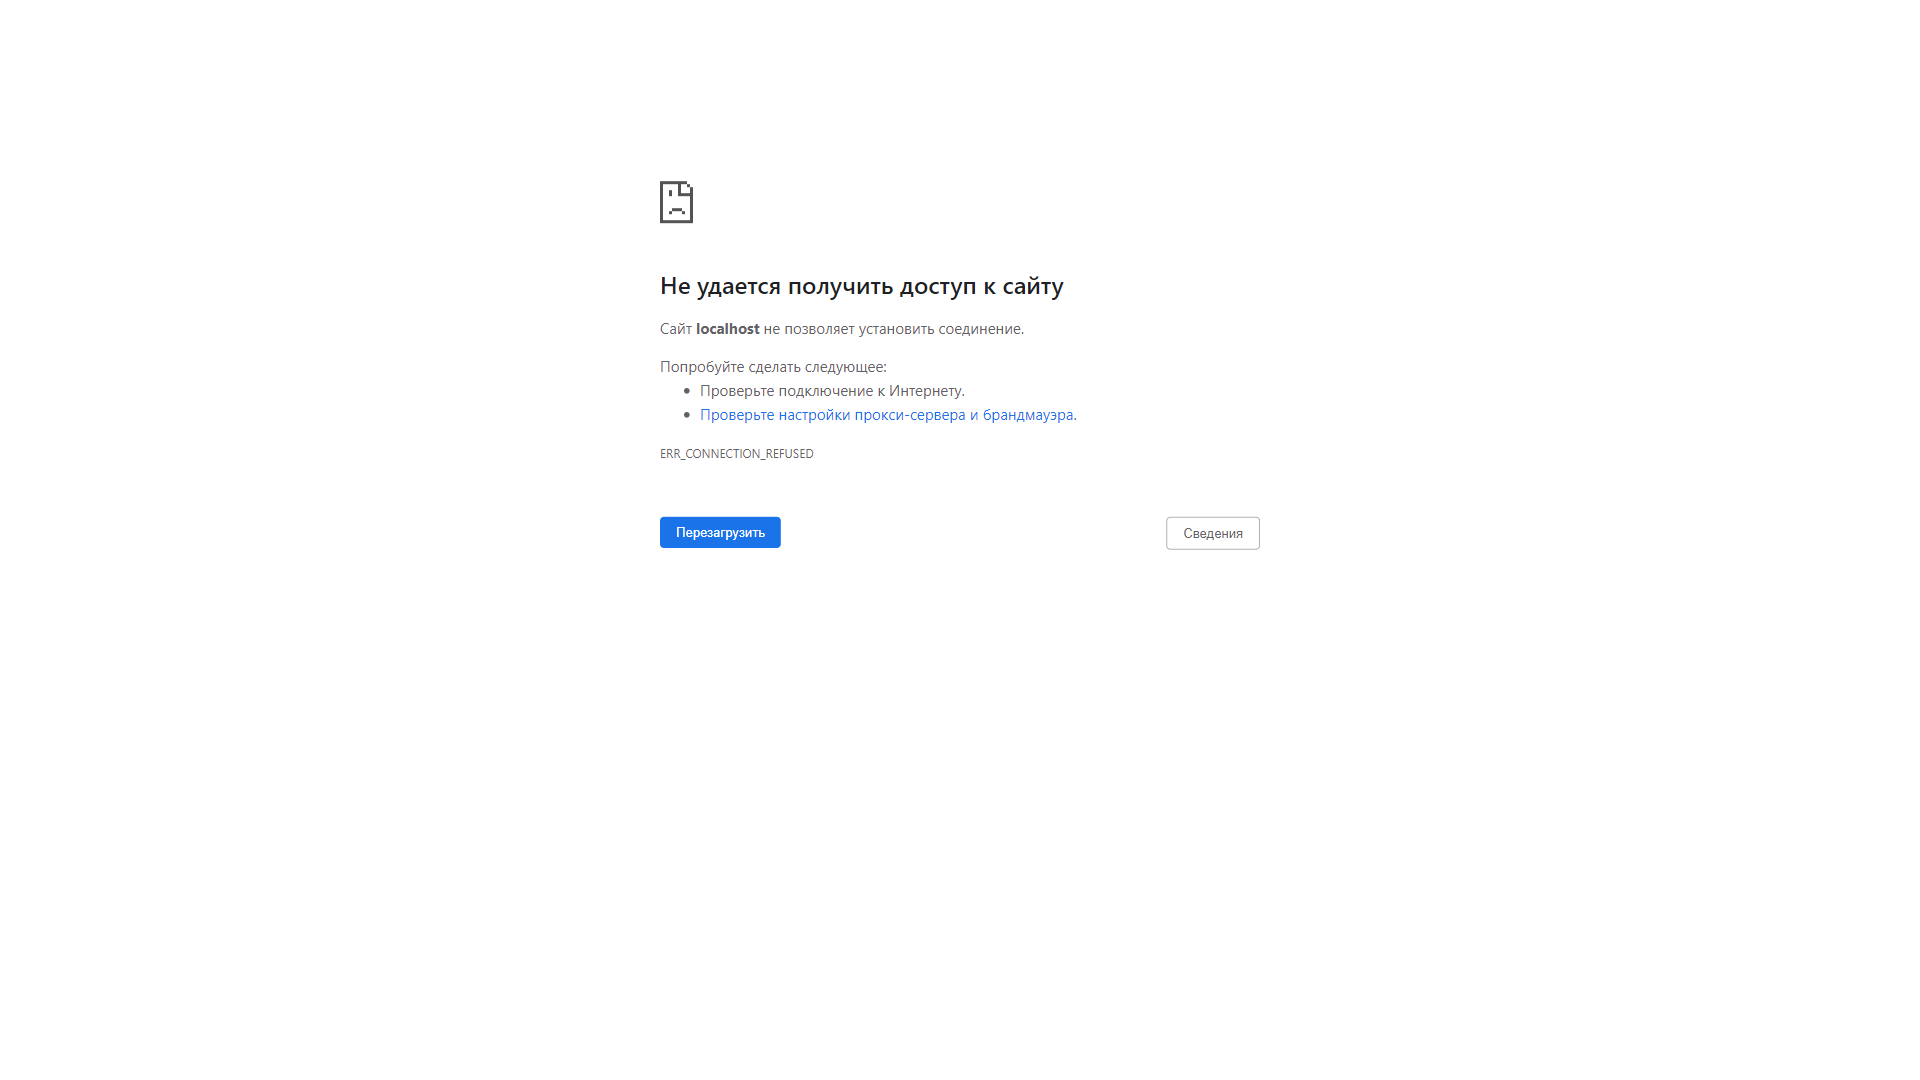 Не удается получить доступ к сайту
Сайт localhost не позволяет установить соединение.
Попробуйте сделать следующее:
Проверьте подключение к Интернету.
Проверьте настройки прокси-сервера и брандмауэра.
ERR_CONNECTION_REFUSED
Перезагрузить
Сведения